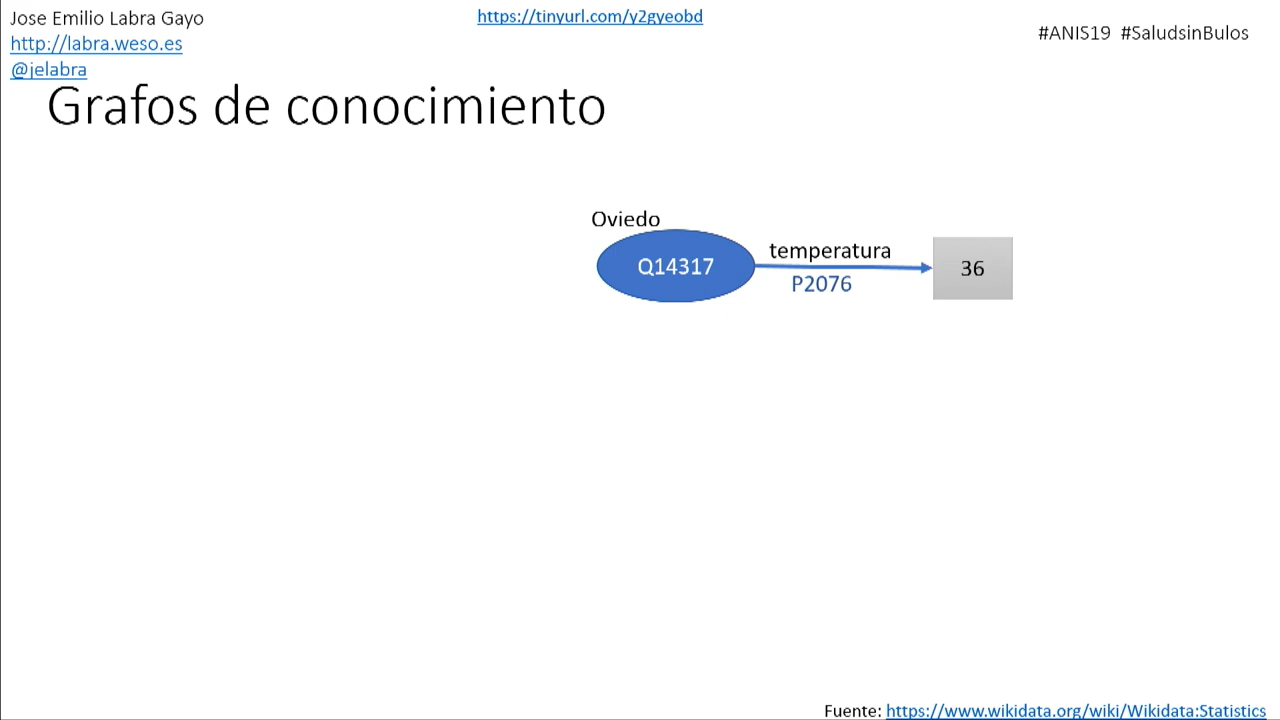 Jose Emilio Labra Gayo
http://labra.weso.es
@jelabra
https://tinyurl.com/y2gyeobd
#ANIS19 #SaludsinBulos
Grafos de conocimiento
Oviedo
Q14317
temperatura
P2076
36
Fuente: https://www.wikidata.org/wiki/Wikidata:Statistics